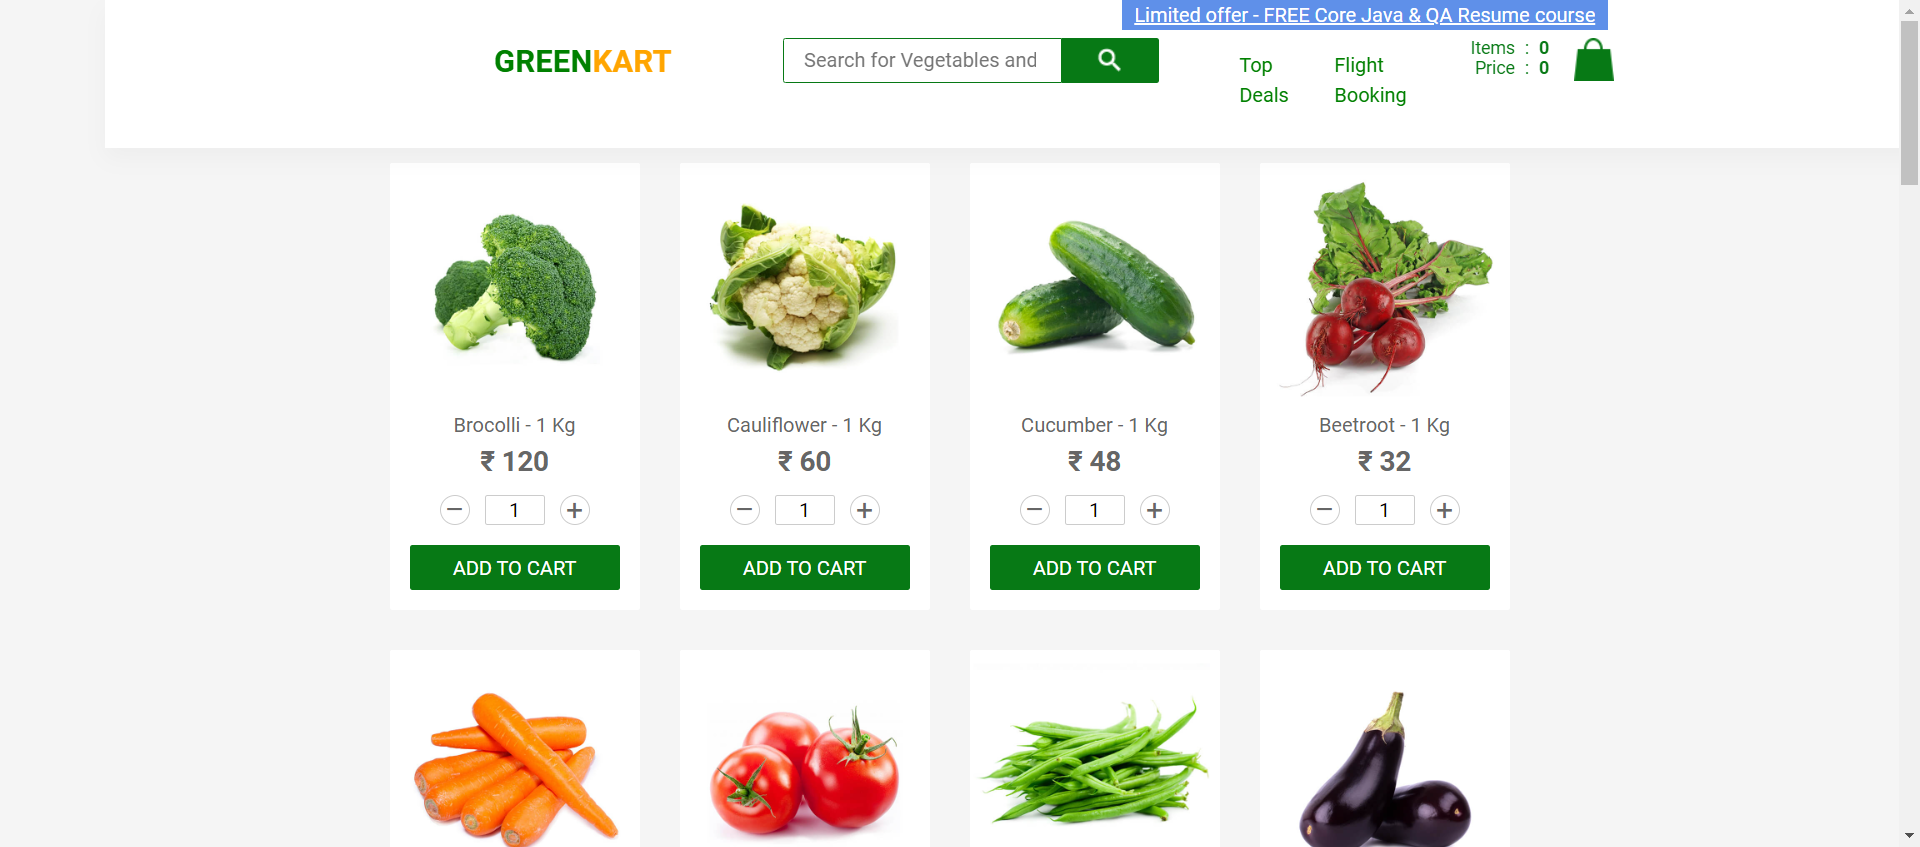 Limited offer - FREE Core Java & QA Resume course
GREENKART
Search for Vegetables and
Top
Deals
Flight
Booking
Items : 0
Price : 0
Brocolli - 1 Kg
₹ 120
– 1 +
ADD TO CART
Cauliflower - 1 Kg
₹ 60
– 1 +
ADD TO CART
Cucumber - 1 Kg
₹ 48
– 1 +
ADD TO CART
Beetroot - 1 Kg
₹ 32
– 1 +
ADD TO CART